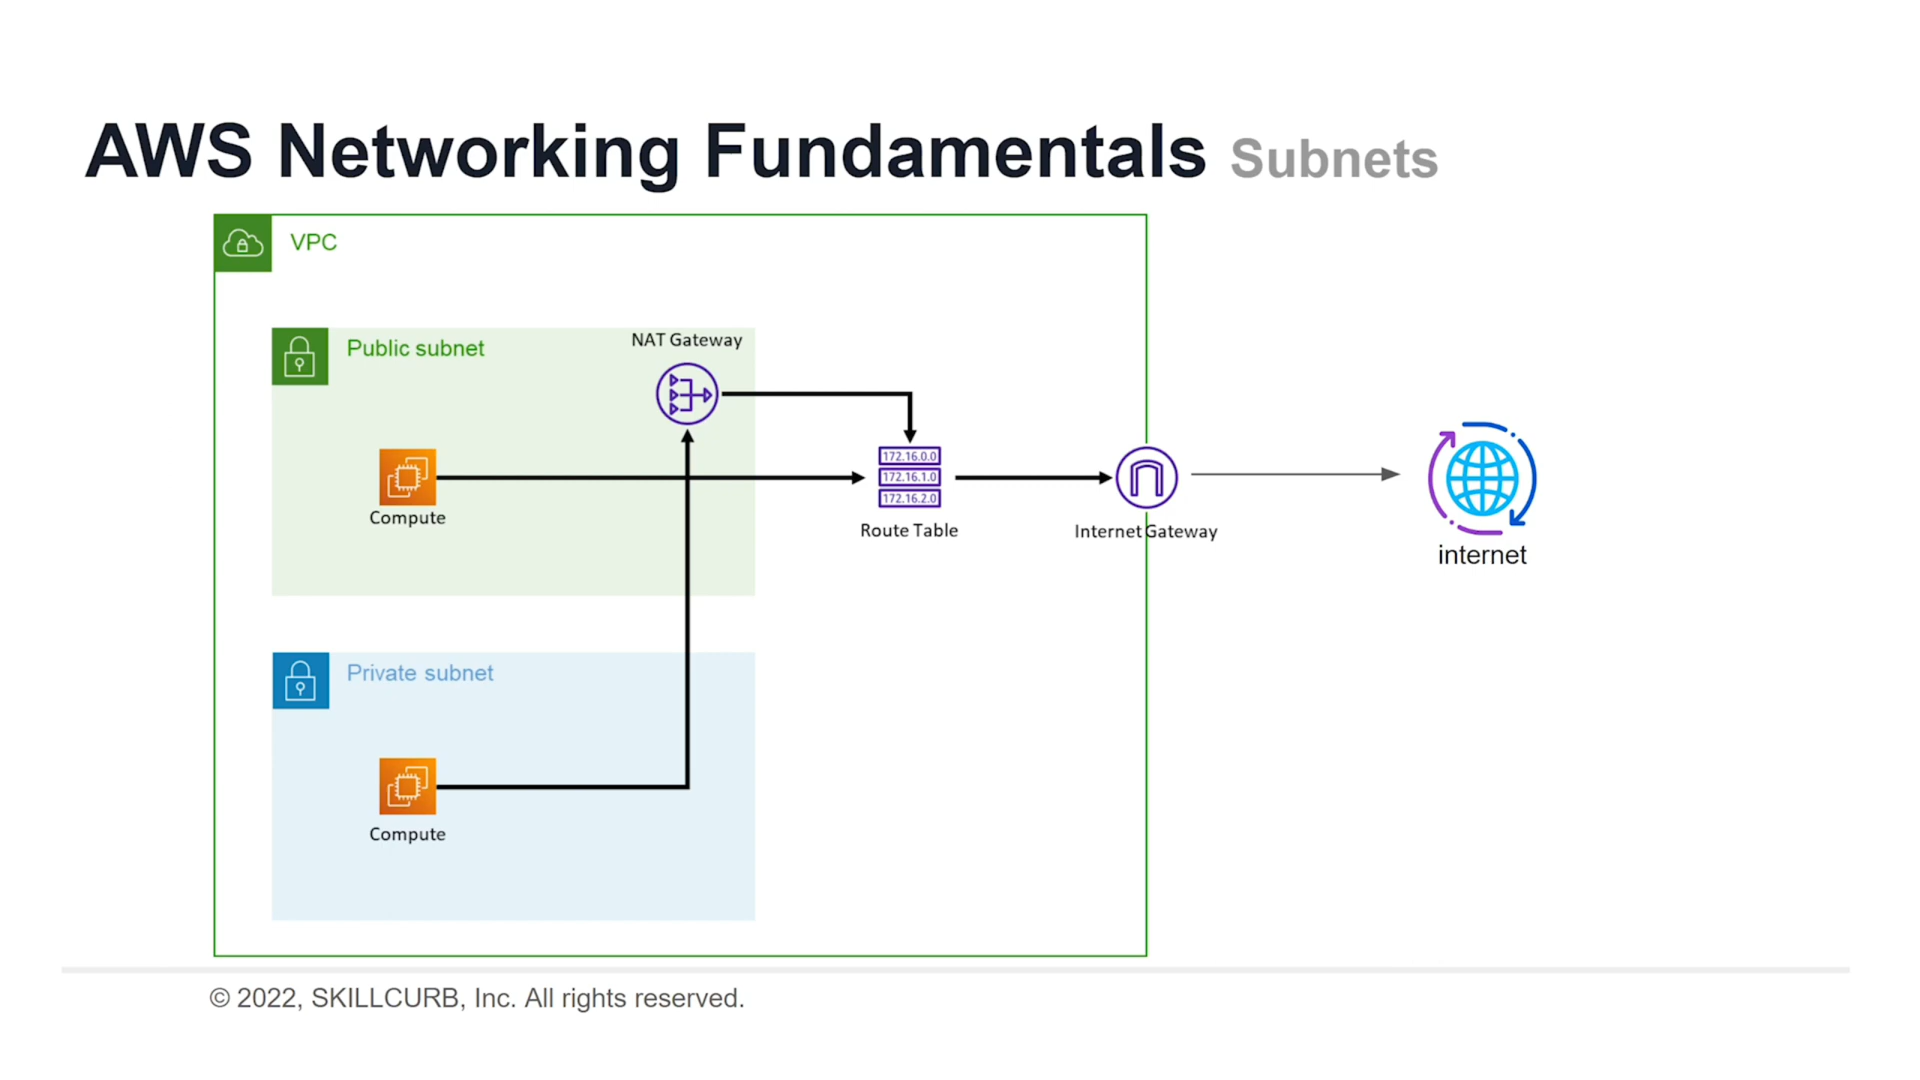 AWS Networking Fundamentals Subnets
VPC
Public subnet
NAT Gateway
Compute
172.16.0.0
172.16.1.0
172.16.2.0
Route Table
Internet Gateway
internet
Private subnet
Compute
© 2022, SKILLCURB, Inc. All rights reserved.